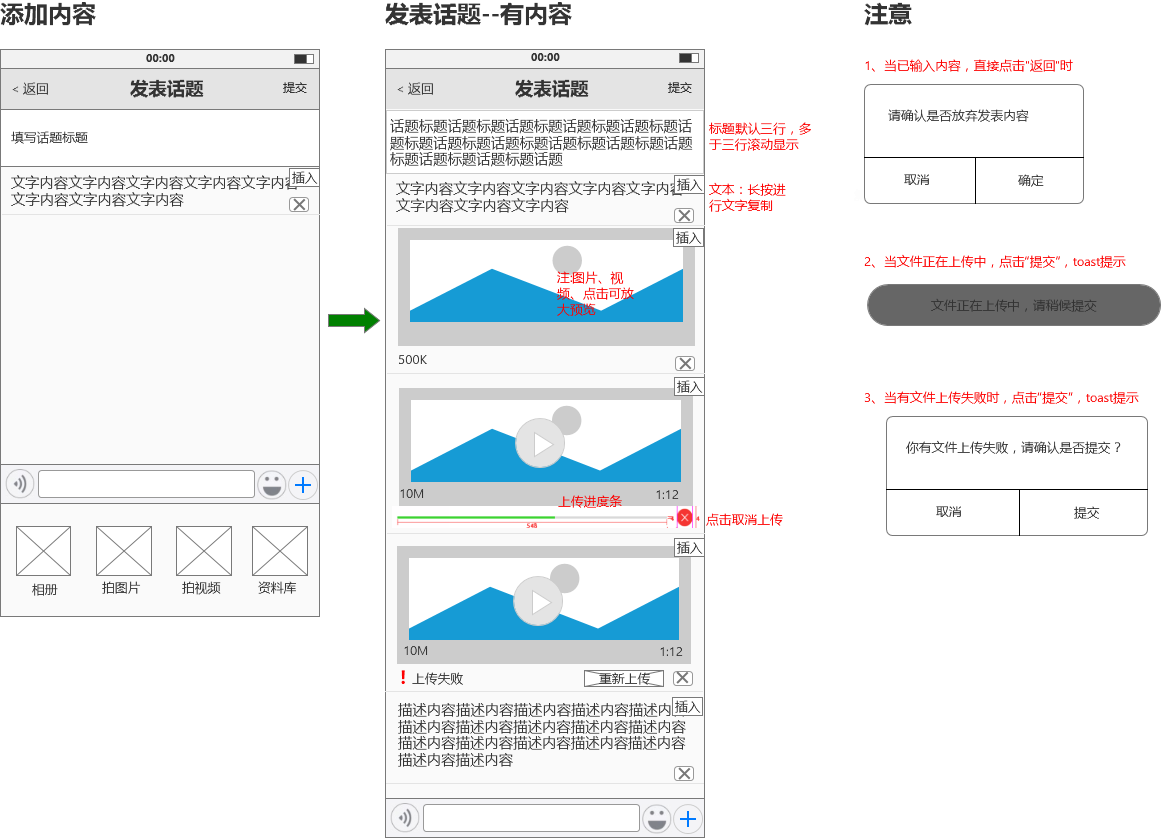 添加内容
00:00
< 返回
发表话题
提交
填写话题标题
文字内容文字内容文字内容文字内容文字内容
文字内容文字内容文字内容
插入
相册
拍图片
拍视频
资料库
发表话题--有内容
00:00
< 返回
发表话题
提交
话题标题话题标题话题标题话题标题话题标题话
题标题话题标题话题标题话题标题话题标题话题
标题话题标题话题标题话题
标题默认三行，多
于三行滚动显示
文字内容文字内容文字内容文字内容文字内容
文字内容文字内容文字内容
插入
文本：长按进
行文字复制
插入
注:图片、视
频、点击可放
大预览
500K
插入
10M
1:12
上传进度条
548
点击取消上传
插入
10M
1:12
! 上传失败
重新上传
插入
描述内容描述内容描述内容描述内容描述内
描述内容描述内容描述内容描述内容描述内容
描述内容描述内容描述内容描述内容描述内容
描述内容描述内容
注意
1、当已输入内容，直接点击"返回"时
请确认是否放弃发表内容
取消
确定
2、当文件正在上传中，点击“提交”，toast提示
文件正在上传中，请稍候提交
3、当有文件上传失败时，点击“提交”，toast提示
你有文件上传失败，请确认是否提交？
取消
提交